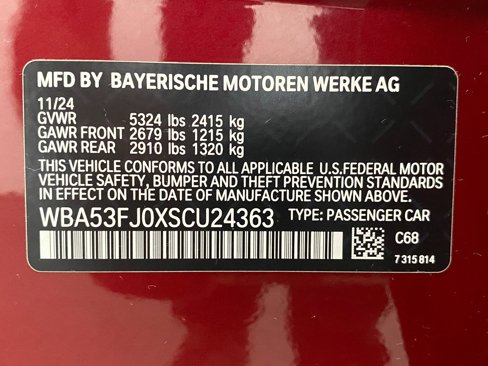 MFD BY BAYERISCHE MOTOREN WERKE AG
11/24
GVWR 5324 lbs 2415 kg
GAWR FRONT 2679 lbs 1215 kg
GAWR REAR 2910 lbs 1320 kg
THIS VEHICLE CONFORMS TO ALL APPLICABLE U.S.FEDERAL MOTOR
VEHICLE SAFETY, BUMPER AND THEFT PREVENTION STANDARDS
IN EFFECT ON THE DATE OF MANUFACTURE SHOWN ABOVE.
WBA53FJ0XSCU24363 TYPE: PASSENGER CAR
C68
7 315 814